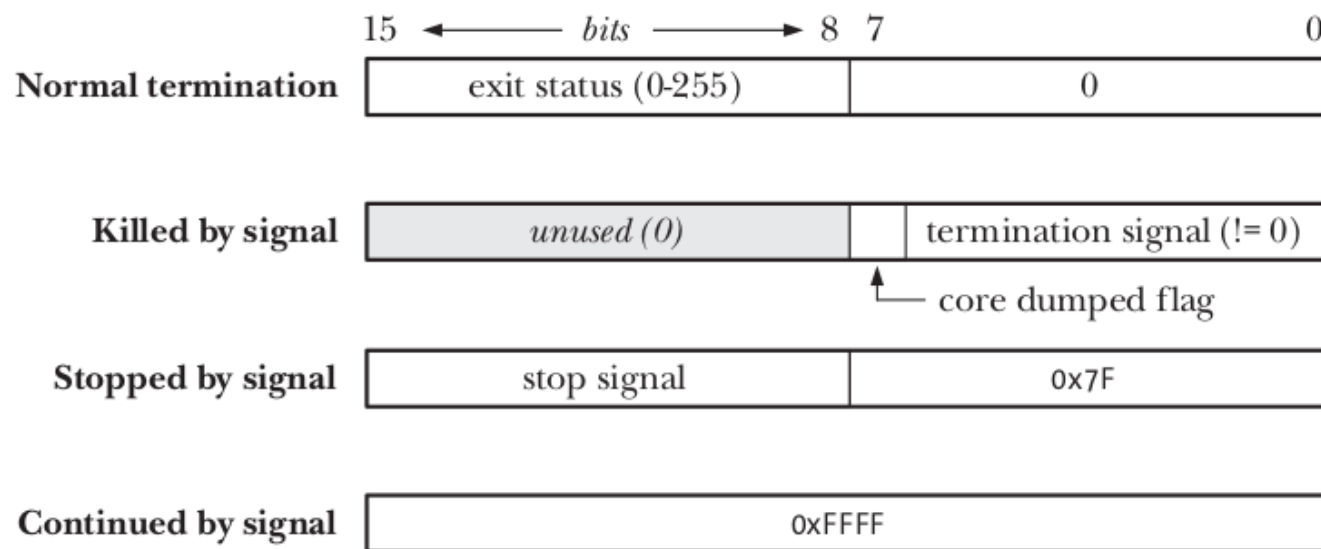 15 bits 8 7 0
Normal termination exit status (0-255) 0
Killed by signal unused (0) termination signal (!= 0)
core dumped flag
Stopped by signal stop signal 0x7F
Continued by signal 0xFFFF